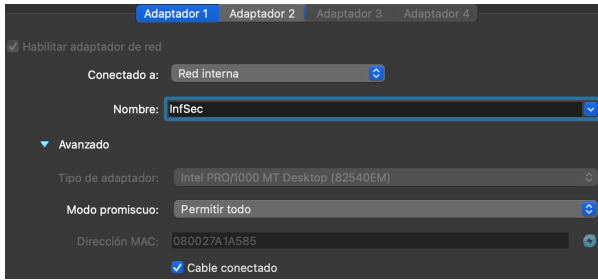 Adaptador 1 Adaptador 2 Adaptador 3 Adaptador 4
Habilitar adaptador de red
Conectado a: Red interna
Nombre: InfSec
Avanzado
Tipo de adaptador: Intel PRO/1000 MT Desktop (82540EM)
Modo promiscuo: Permitir todo
Dirección MAC: 080027A1A585
Cable conectado